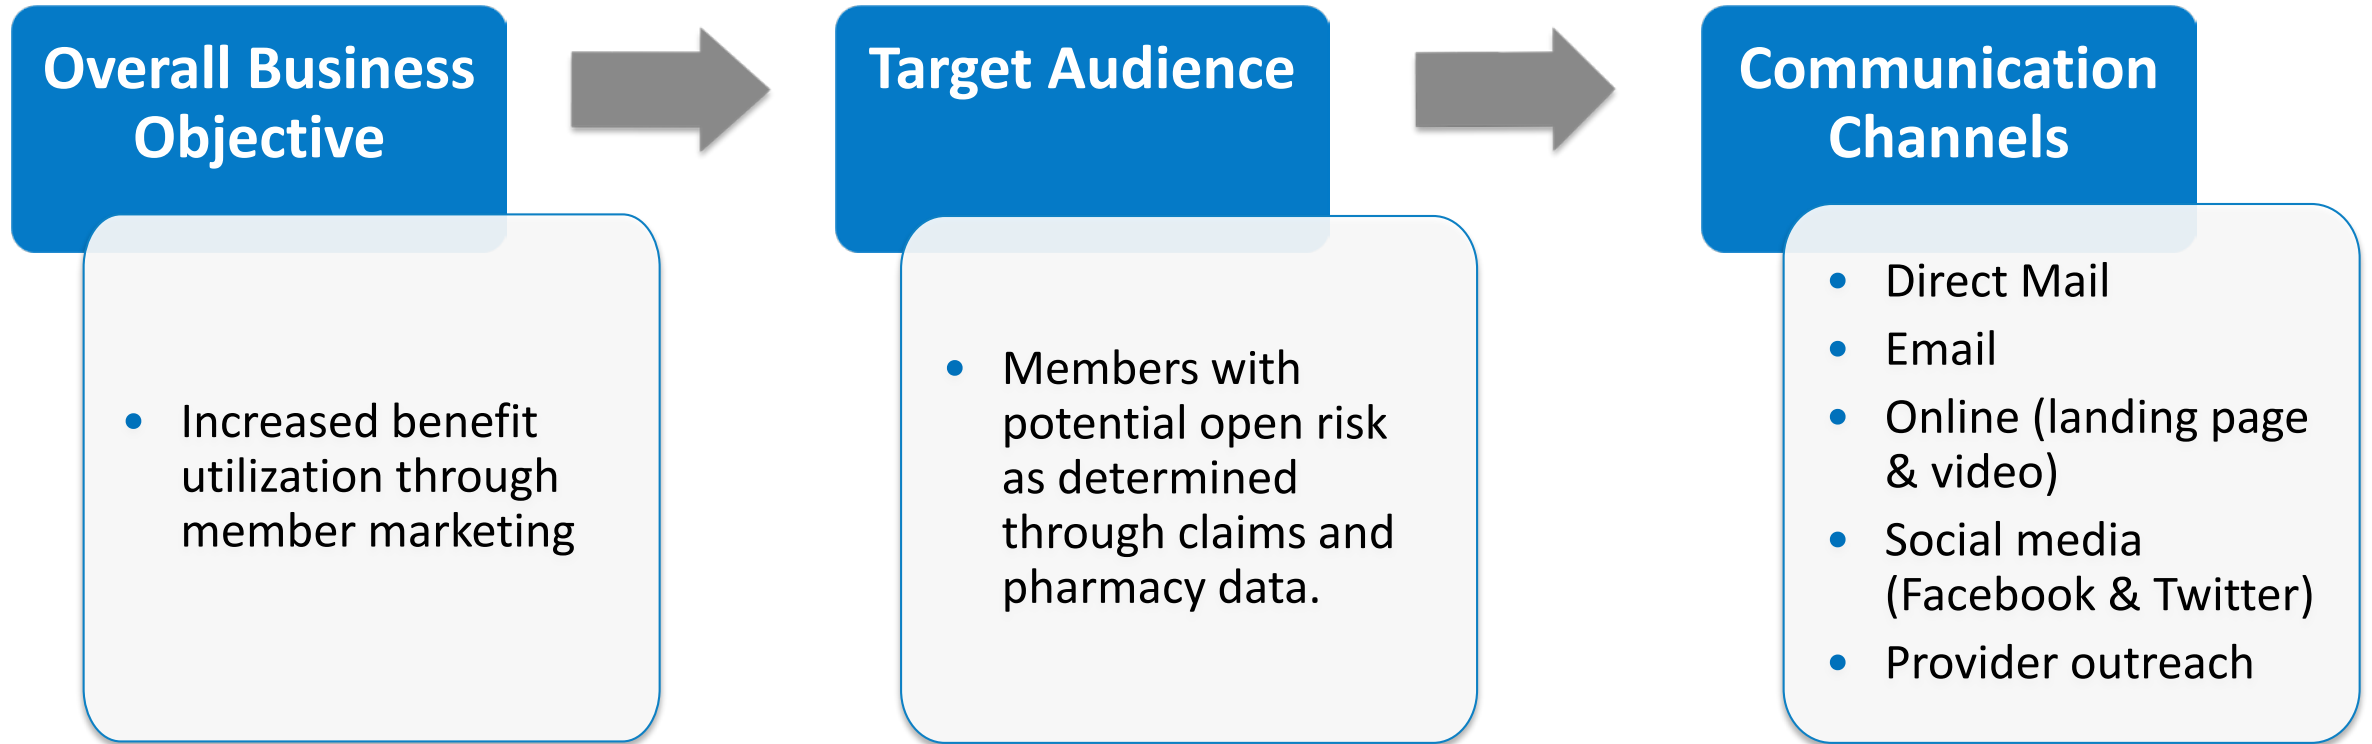 Overall Business
Objective
Increased benefit
utilization through
member marketing
Target Audience
Members with
potential open risk
as determined
through claims and
pharmacy data.
Communication
Channels
Direct Mail
Email
Online (landing page
& video)
Social media
(Facebook & Twitter)
Provider outreach